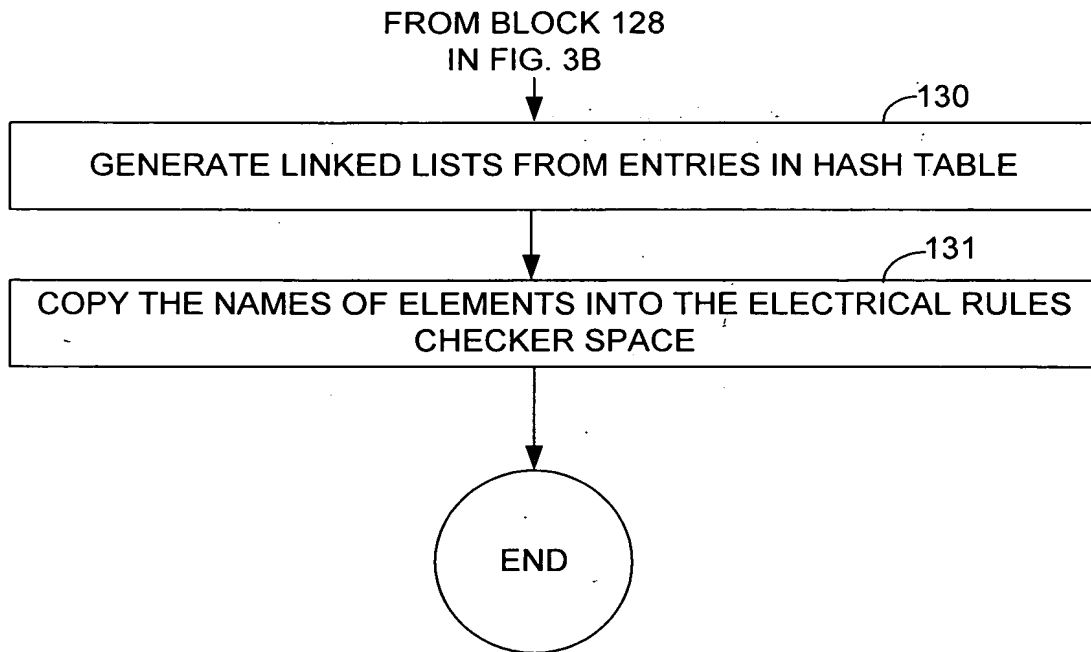 FROM BLOCK 128
IN FIG. 3B
130
GENERATE LINKED LISTS FROM ENTRIES IN HASH TABLE
131
COPY THE NAMES OF ELEMENTS INTO THE ELECTRICAL RULES
CHECKER SPACE
END